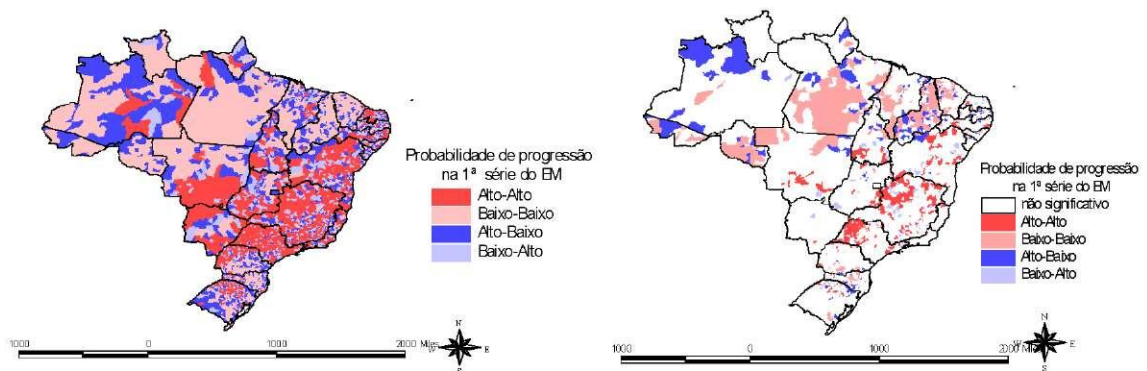 Probabilidade de progressão
na 1ª série do EM
Alto-Alto
Baixo-Baixo
Alto-Baixo
Baixo-Alto
1000 0 1000 2000 Miles
N
W E
S
Probabilidade de progressão
na 1ª série do EM
não significativo
Alto-Alto
Baixo-Baixo
Alto-Baixo
Baixo-Alto
1000 0 1000 2000 Miles
N
W E
S